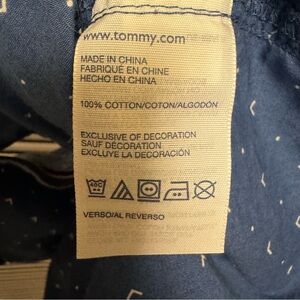 www.tommy.com
MADE IN CHINA
FABRIQUÉ EN CHINE
HECHO EN CHINA
100% COTTON/COTON/ALGODÓN
EXCLUSIVE OF DECORATION
SAUF DÉCORATION
EXCLUYE LA DECORACIÓN
40C
VERSO/AL REVERSO